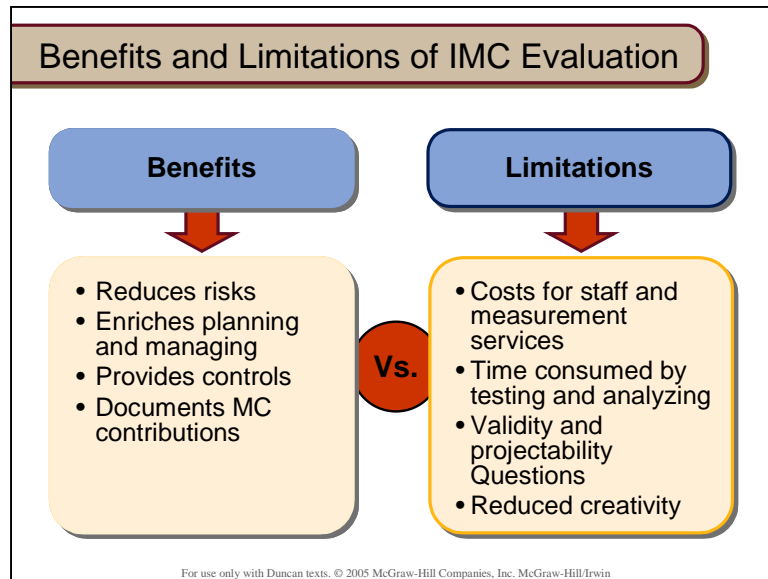 Benefits and Limitations of IMC Evaluation
Benefits
• Reduces risks
• Enriches planning
and managing
• Provides controls
• Documents MC
contributions
Vs.
Limitations
• Costs for staff and
measurement
services
• Time consumed by
testing and analyzing
• Validity and
projectability
Questions
• Reduced creativity
For use only with Duncan texts. © 2005 McGraw-Hill Companies, Inc. McGraw-Hill/Irwin